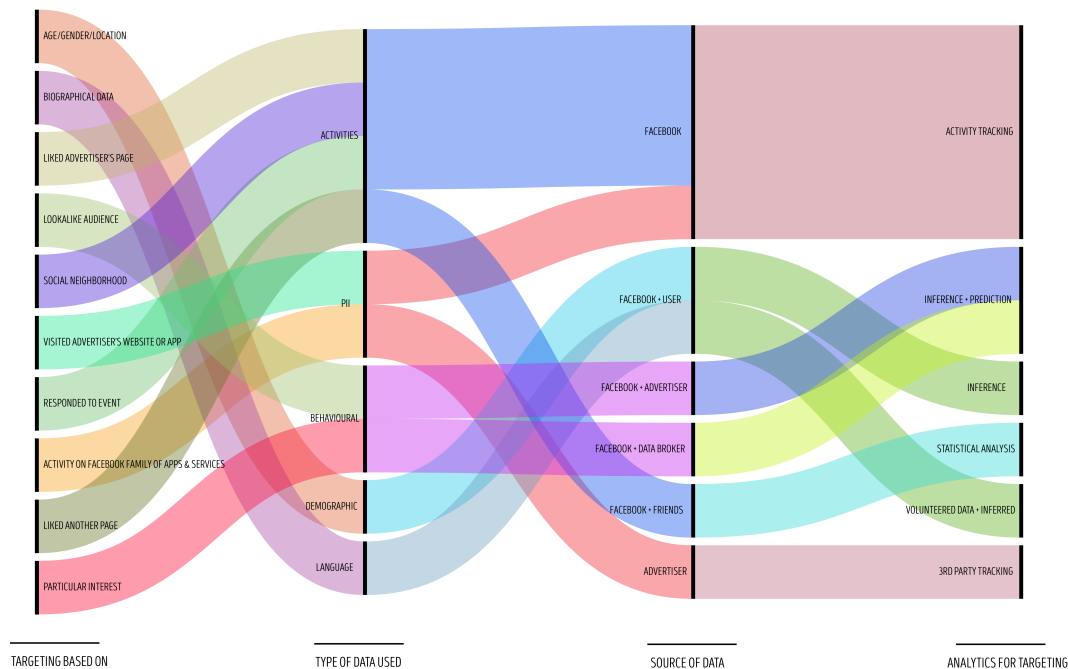 AGE/GENDER/LOCATION
BIOGRAPHICAL DATA
LIKED ADVERTISER'S PAGE
LOOKALIKE AUDIENCE
SOCIAL NEIGHBORHOOD
VISITED ADVERTISER'S WEBSITE OR APP
RESPONDED TO EVENT
ACTIVITY ON FACEBOOK FAMILY OF APPS & SERVICES
LIKED ANOTHER PAGE
PARTICULAR INTEREST
TARGETING BASED ON
ACTIVITIES
PII
BEHAVIOURAL
DEMOGRAPHIC
LANGUAGE
TYPE OF DATA USED
FACEBOOK
FACEBOOK + USER
FACEBOOK + ADVERTISER
FACEBOOK + DATA BROKER
FACEBOOK + FRIENDS
ADVERTISER
SOURCE OF DATA
ACTIVITY TRACKING
INFERENCE + PREDICTION
INFERENCE
STATISTICAL ANALYSIS
VOLUNTEERED DATA + INFERRED
3RD PARTY TRACKING
ANALYTICS FOR TARGETING